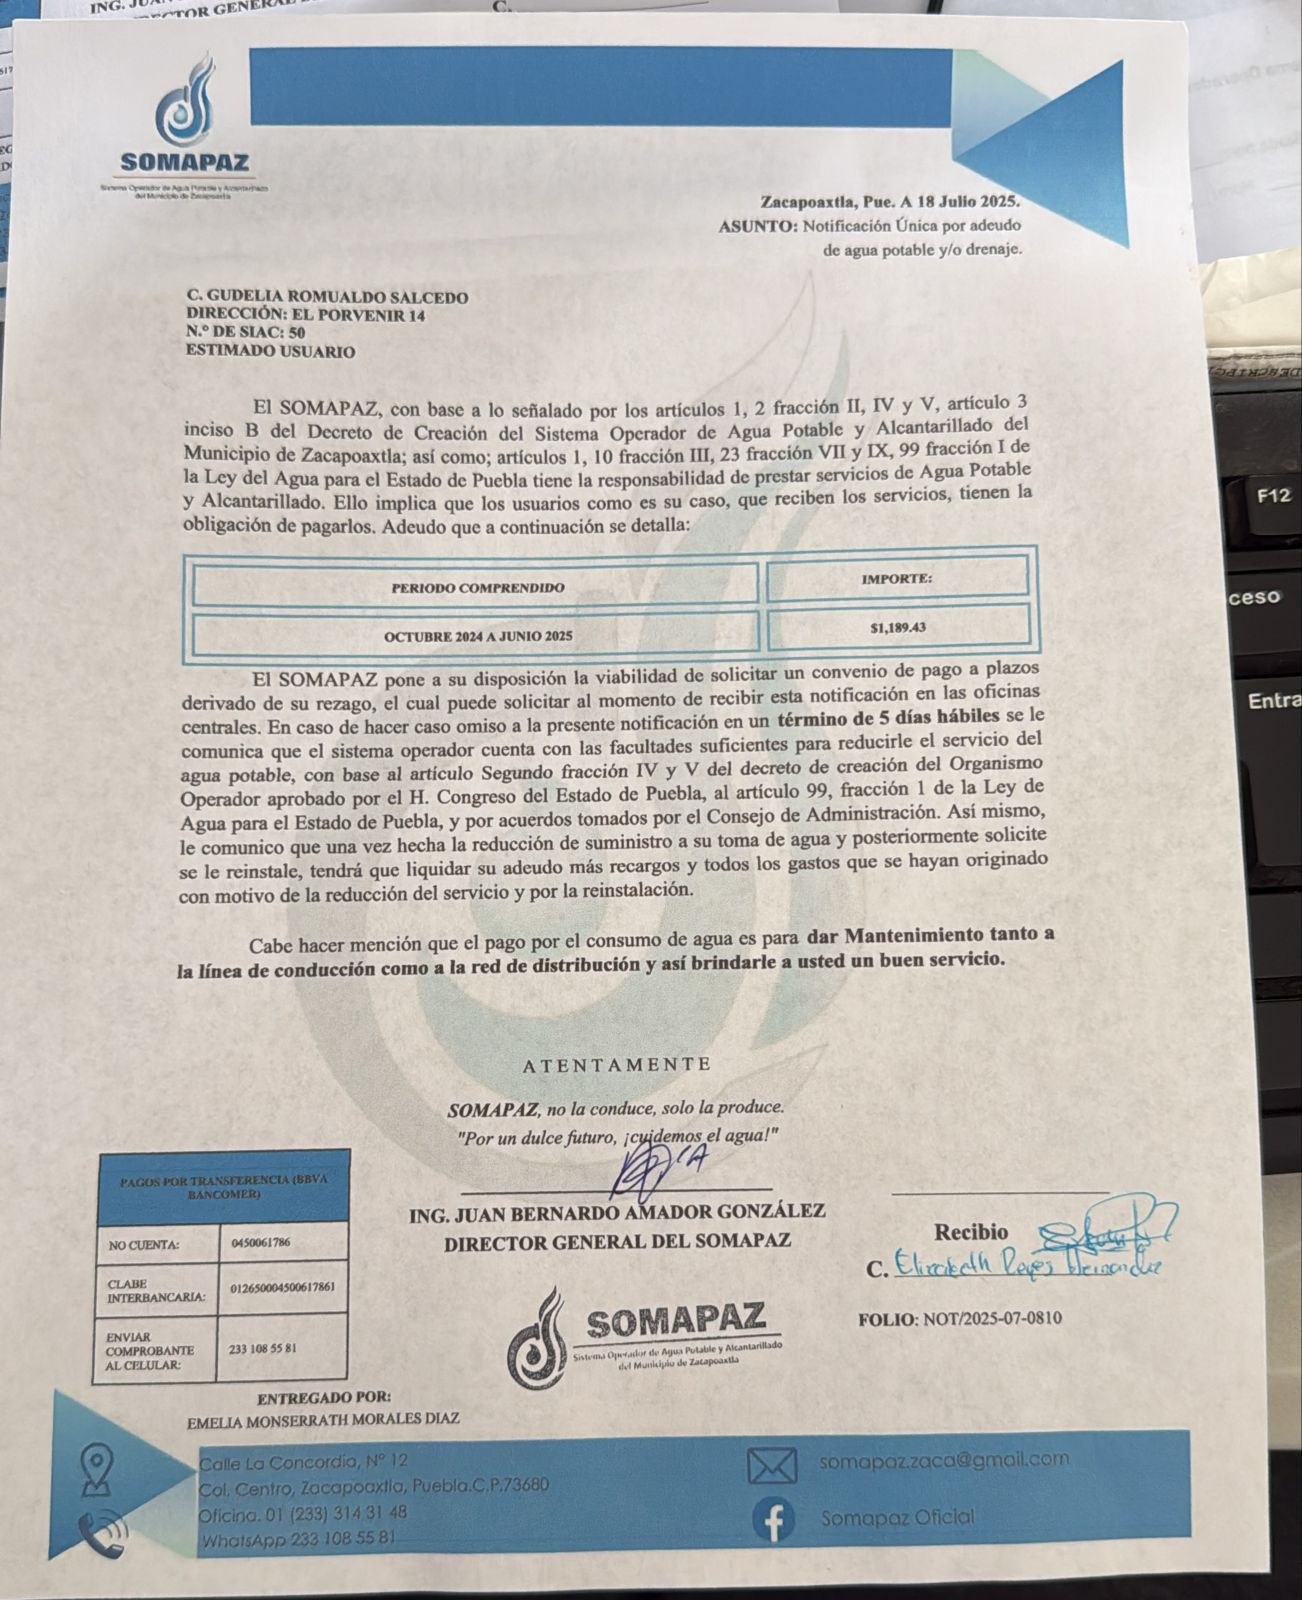 ING. JUAN
DIRECTOR GENERAL
C.
SOMAPAZ
Sistema Operador de Agua Potable y Alcantarillado
del Municipio de Zacapoaxtla
Zacapoaxtla, Pue. A 18 Julio 2025.
ASUNTO: Notificación Única por adeudo
de agua potable y/o drenaje.
C. GUDELIA ROMUALDO SALCEDO
DIRECCIÓN: EL PORVENIR 14
N.º DE SIAC: 50
ESTIMADO USUARIO
El SOMAPAZ, con base a lo señalado por los artículos 1, 2 fracción II, IV y V, artículo 3
inciso B del Decreto de Creación del Sistema Operador de Agua Potable y Alcantarillado del
Municipio de Zacapoaxtla; así como; artículos 1, 10 fracción III, 23 fracción VII y IX, 99 fracción I de
la Ley del Agua para el Estado de Puebla tiene la responsabilidad de prestar servicios de Agua Potable
y Alcantarillado. Ello implica que los usuarios como es su caso, que reciben los servicios, tienen la
obligación de pagarlos. Adeudo que a continuación se detalla:
PERIODO COMPRENDIDO IMPORTE:
OCTUBRE 2024 A JUNIO 2025 $1,189.43
El SOMAPAZ pone a su disposición la viabilidad de solicitar un convenio de pago a plazos
derivado de su rezago, el cual puede solicitar al momento de recibir esta notificación en las oficinas
centrales. En caso de hacer caso omiso a la presente notificación en un término de 5 días hábiles se le
comunica que el sistema operador cuenta con las facultades suficientes para reducirle el servicio del
agua potable, con base al artículo Segundo fracción IV y V del decreto de creación del Organismo
Operador aprobado por el H. Congreso del Estado de Puebla, al artículo 99, fracción 1 de la Ley de
Agua para el Estado de Puebla, y por acuerdos tomados por el Consejo de Administración. Así mismo,
le comunico que una vez hecha la reducción de suministro a su toma de agua y posteriormente solicite
se le reinstale, tendrá que liquidar su adeudo más recargos y todos los gastos que se hayan originado
con motivo de la reducción del servicio y por la reinstalación.
Cabe hacer mención que el pago por el consumo de agua es para dar Mantenimiento tanto a
la línea de conducción como a la red de distribución y así brindarle a usted un buen servicio.
ATENTAMENTE
SOMAPAZ, no la conduce, solo la produce.
"Por un dulce futuro, ¡cuidemos el agua!"
ING. JUAN BERNARDO AMADOR GONZÁLEZ
DIRECTOR GENERAL DEL SOMAPAZ
Recibio
C. Elizabeth Reyes Hernandez
FOLIO: NOT/2025-07-0810
SOMAPAZ
Sistema Operador de Agua Potable y Alcantarillado
del Municipio de Zacapoaxtla
PAGOS POR TRANSFERENCIA (BBVA
BANCOMER)
NO CUENTA: 0450061786
CLABE
INTERBANCARIA: 012650004500617861
ENVIAR
COMPROBANTE
AL CELULAR: 233 108 55 81
ENTREGADO POR:
EMELIA MONSERRATH MORALES DIAZ
Calle La Concordia, Nº 12
Col. Centro, Zacapoaxtla, Puebla.C.P.73680
Oficina. 01 (233) 314 31 48
WhatsApp 233 108 55 81
somapaz.zaca@gmail.com
Somapaz Oficial
F12
ceso
Entra